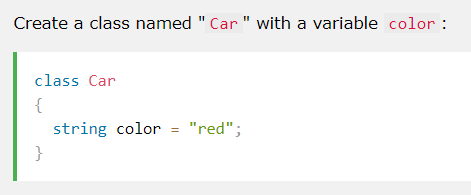 Create a class named "Car" with a variable color:
class Car
{
  string color = "red";
}